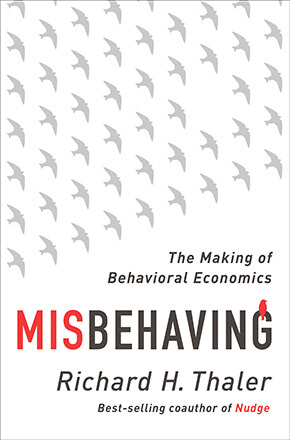 The Making of
Behavioral Economics
MISBEHAVING
Richard H. Thaler
Best-selling coauthor of Nudge